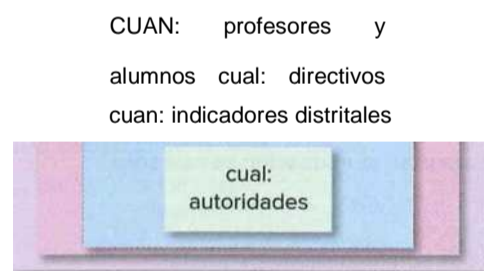 CUAN: profesores y
alumnos cual: directivos
cuan: indicadores distritales
cual:
autoridades